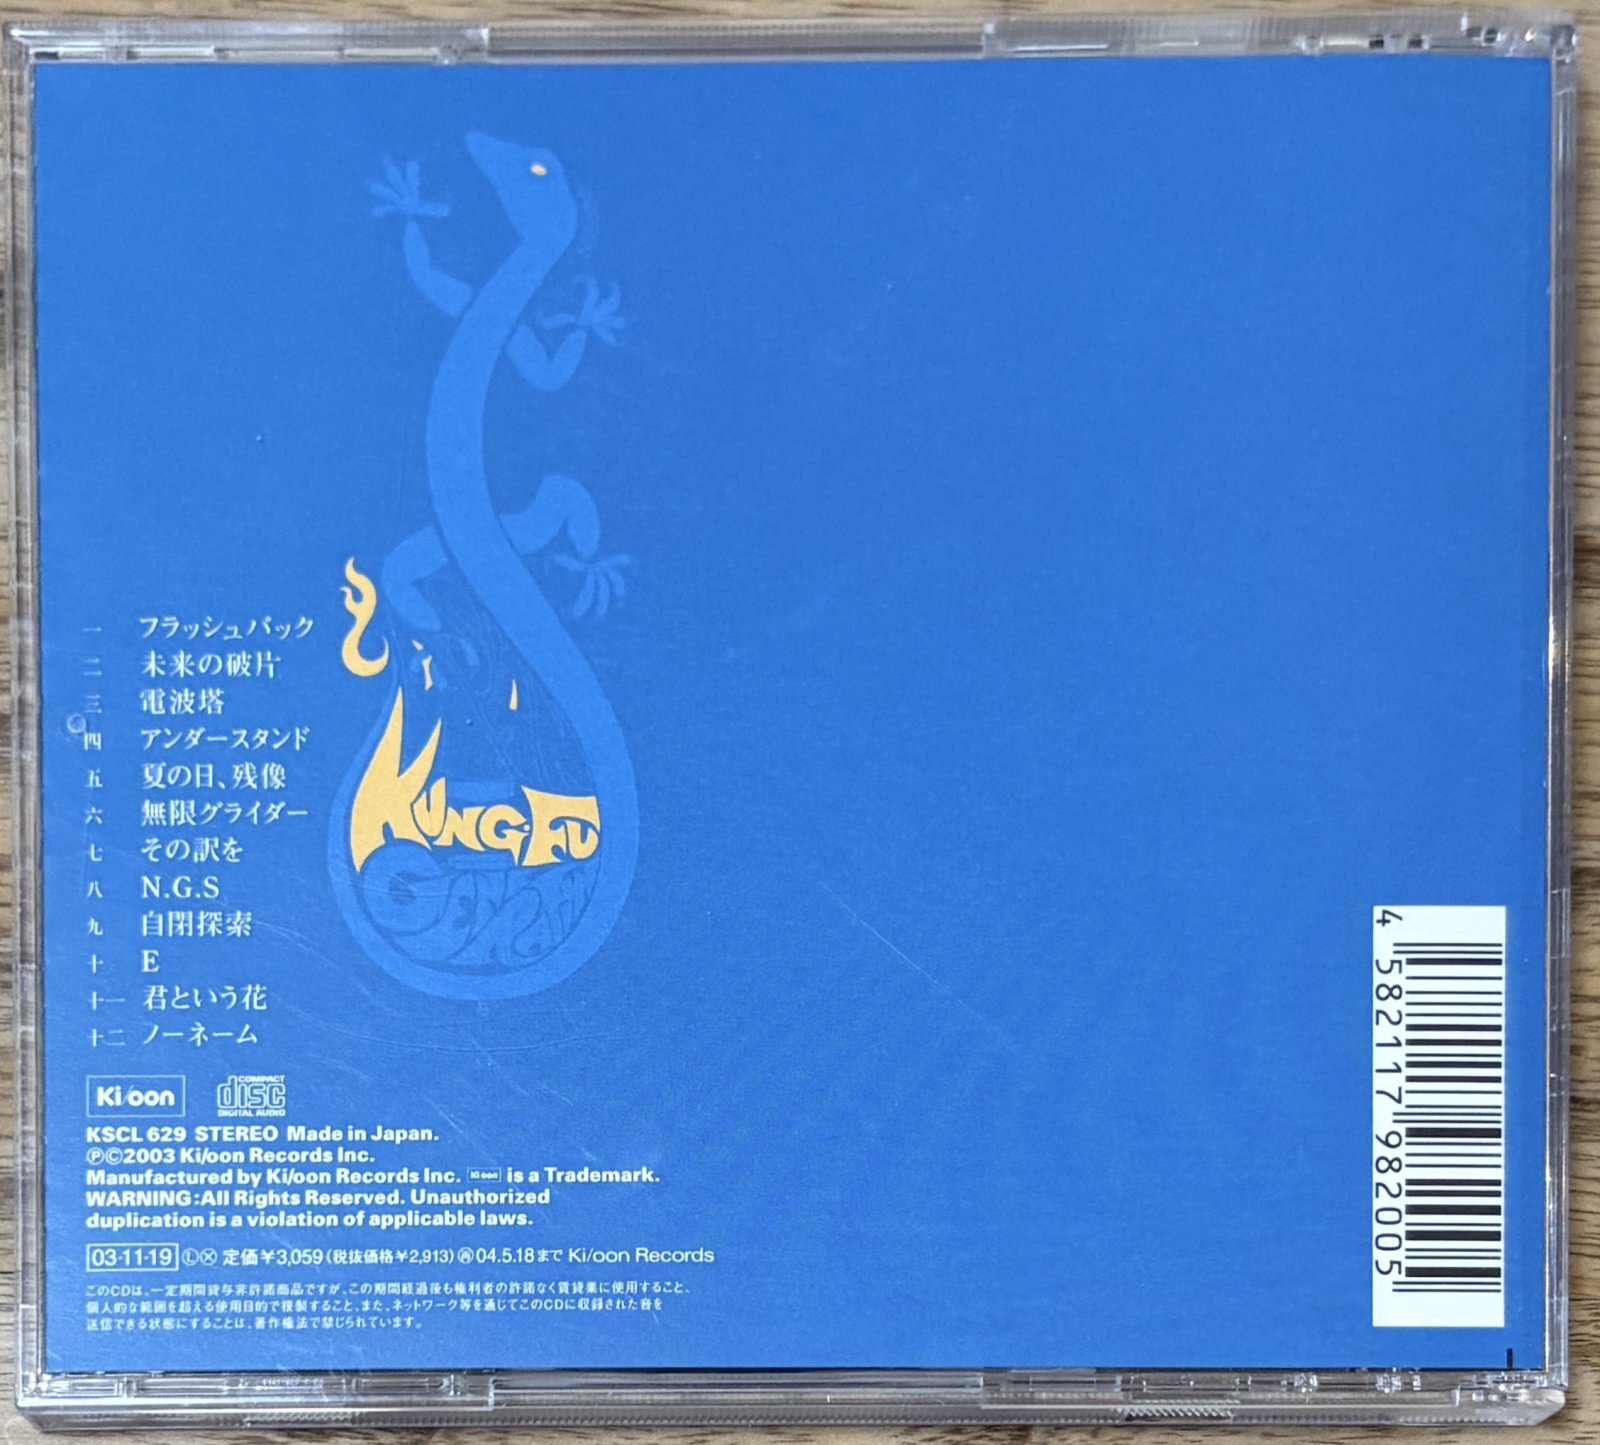 一 フラッシュバック
二 未来の破片
三 電波塔
四 アンダースタンド
五 夏の日、残像
六 無限グライダー
七 その訳を
八 N.G.S
九 自閉探索
十 E
十一 君という花
十二 ノーネーム
KUNG-FU
GENERATION
Ki/oon COMPACT disc DIGITAL AUDIO
KSCL 629 STEREO Made in Japan.
Ⓟ©2003 Ki/oon Records Inc.
Manufactured by Ki/oon Records Inc. Ki/oon is a Trademark.
WARNING:All Rights Reserved. Unauthorized
duplication is a violation of applicable laws.
03-11-19 Ⓛ Ⓧ 定価¥3,059(税抜価格¥2,913)㊢04.5.18まで Ki/oon Records
このCDは、一定期間貸与非許諾商品ですが、この期間経過後も権利者の許諾なく賃貸業に使用すること、
個人的な範囲を超える使用目的で複製すること、また、ネットワーク等を通じてこのCDに収録された音を
送信できる状態にすることは、著作権法で禁じられています。
4 582117 982005